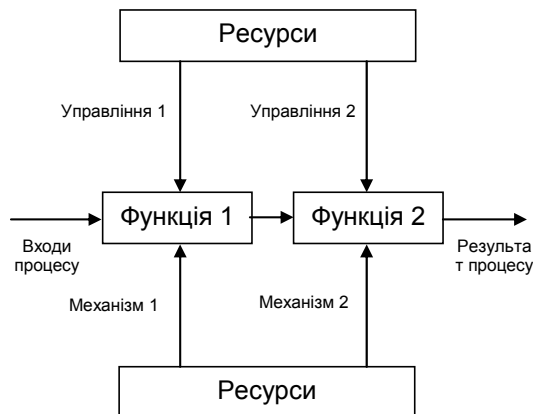 Ресурси
Управління 1
Управління 2
Функція 1
Функція 2
Входи
процесу
Результа
т процесу
Механізм 1
Механізм 2
Ресурси